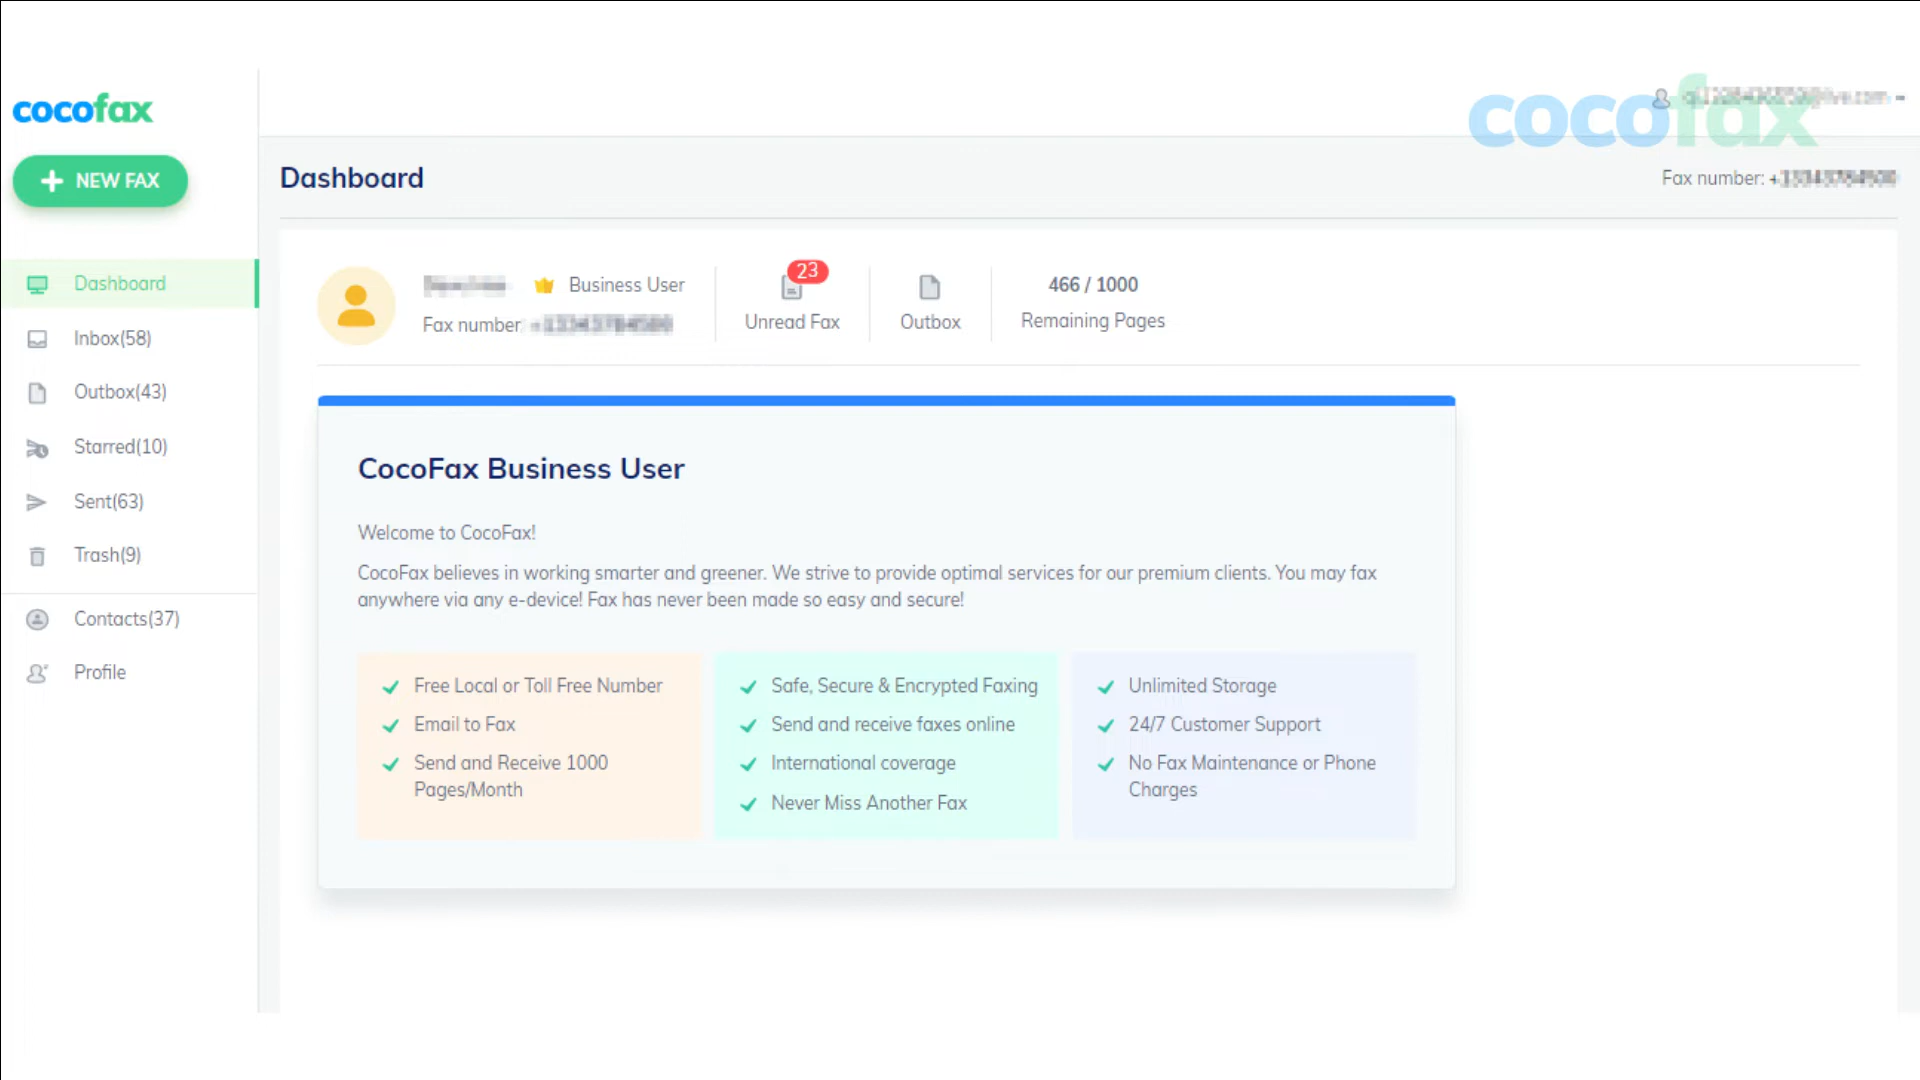 cocofax
cocofax
NEW FAX
Dashboard
Fax number:
Dashboard
Inbox(58)
Outbox(43)
Starred(10)
Sent(63)
Trash(9)
Contacts(37)
Profile
Business User
Fax number
23
Unread Fax
Outbox
466 / 1000
Remaining Pages
CocoFax Business User
Welcome to CocoFax!
CocoFax believes in working smarter and greener. We strive to provide optimal services for our premium clients. You may fax
anywhere via any e-device! Fax has never been made so easy and secure!
Free Local or Toll Free Number
Email to Fax
Send and Receive 1000
Pages/Month
Safe, Secure & Encrypted Faxing
Send and receive faxes online
International coverage
Never Miss Another Fax
Unlimited Storage
24/7 Customer Support
No Fax Maintenance or Phone
Charges